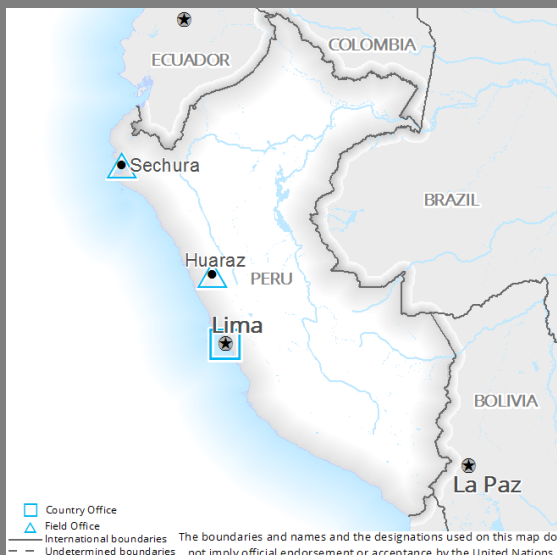 COLOMBIA
ECUADOR
Sechura
BRAZIL
Huaraz
PERU
Lima
BOLIVIA
La Paz
Country Office
Field Office
International boundaries
Undetermined boundaries
The boundaries and names and the designations used on this map do
not imply official endorsement or acceptance by the United Nations.